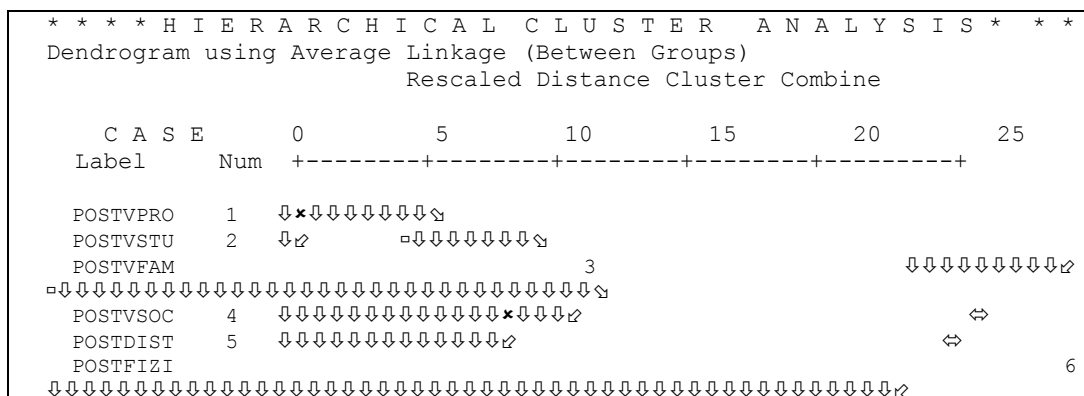 * * * * H I E R A R C H I C A L C L U S T E R A N A L Y S I S * * *
Dendrogram using Average Linkage (Between Groups)
Rescaled Distance Cluster Combine
C A S E 0 5 10 15 20 25
Label Num +--------+--------+--------+--------+---------+
POSTVPRO 1 ⇩×⇩⇩⇩⇩⇩⇩⇩⇩⬂
POSTVSTU 2 ⇩⬃ □⇩⇩⇩⇩⇩⇩⇩⬂
POSTVFAM 3 ⇩⇩⇩⇩⇩⇩⇩⇩⇩⇩⬃
□⇩⇩⇩⇩⇩⇩⇩⇩⇩⇩⇩⇩⇩⇩⇩⇩⇩⇩⇩⇩⇩⇩⇩⇩⇩⇩⇩⇩⇩⇩⇩⇩⇩⇩⇩⇩⇩⬂
POSTVSOC 4 ⇩⇩⇩⇩⇩⇩⇩⇩⇩⇩⇩⇩⇩⇩⇩×⇩⇩⇩⬃ ⇔
POSTDIST 5 ⇩⇩⇩⇩⇩⇩⇩⇩⇩⇩⇩⇩⇩⇩⇩⬃ ⇔
POSTFIZI 6
⇩⇩⇩⇩⇩⇩⇩⇩⇩⇩⇩⇩⇩⇩⇩⇩⇩⇩⇩⇩⇩⇩⇩⇩⇩⇩⇩⇩⇩⇩⇩⇩⇩⇩⇩⇩⇩⇩⇩⇩⇩⇩⇩⇩⇩⇩⇩⇩⇩⇩⇩⇩⇩⇩⇩⇩⇩⇩⇩⬃